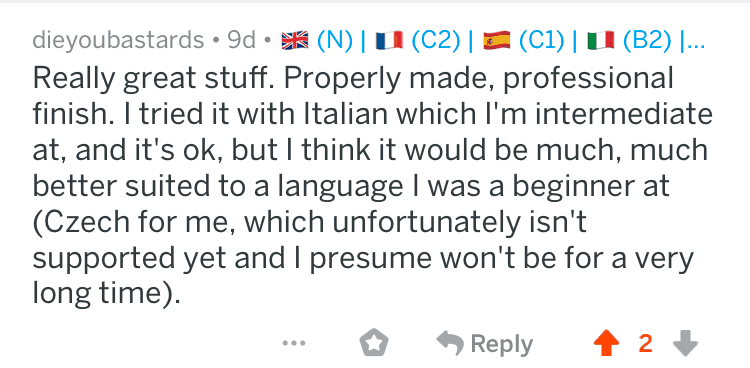 dieyoubastards • 9d • 🇬🇧 (N) | 🇫🇷 (C2) | 🇪🇸 (C1) | 🇮🇹 (B2) |...
Really great stuff. Properly made, professional
finish. I tried it with Italian which I'm intermediate
at, and it's ok, but I think it would be much, much
better suited to a language I was a beginner at
(Czech for me, which unfortunately isn't
supported yet and I presume won't be for a very
long time).
... Reply 2